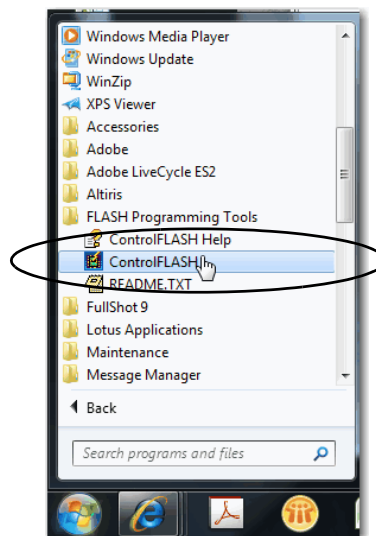 Windows Media Player
Windows Update
WinZip
XPS Viewer
Accessories
Adobe
Adobe LiveCycle ES2
Altiris
FLASH Programming Tools
ControlFLASH Help
ControlFLASH
README.TXT
FullShot 9
Lotus Applications
Maintenance
Message Manager
Back
Search programs and files